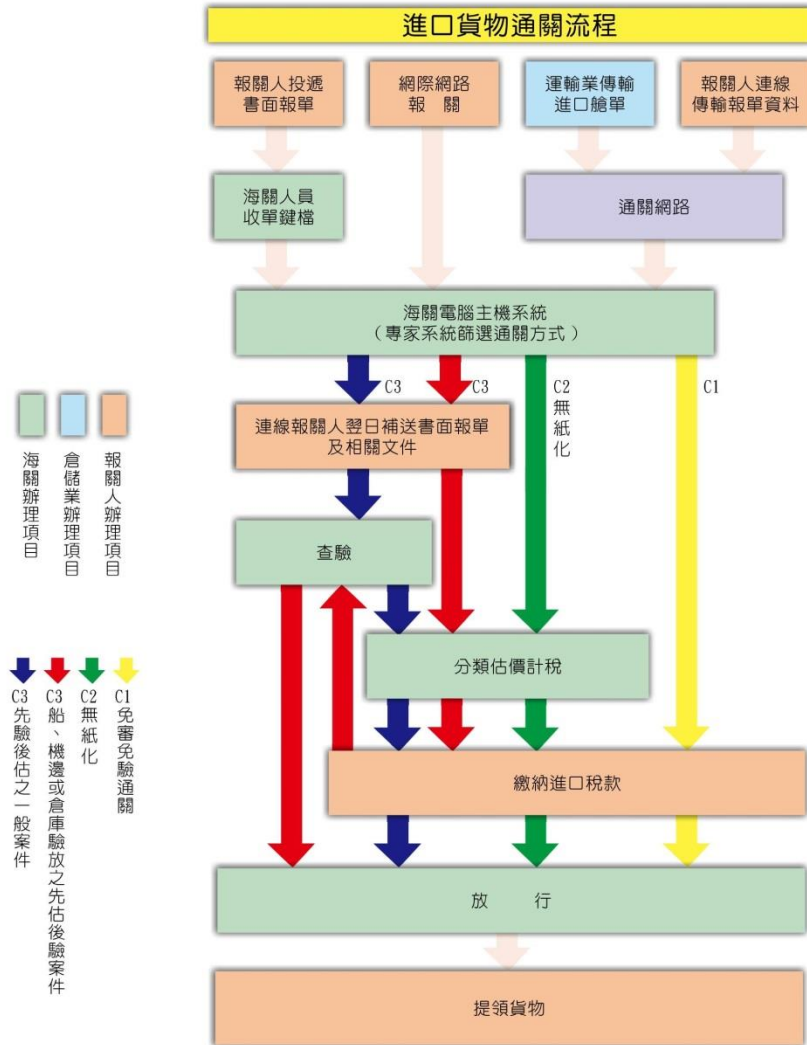 進口貨物通關流程
報關人投遞
書面報單
網際網路
報 關
運輸業傳輸
進口艙單
報關人連線
傳輸報單資料
海關人員
收單鍵檔
通關網路
海關電腦主機系統
（專家系統篩選通關方式）
C3
C3
C2
無紙化
C1
連線報關人翌日補送書面報單
及相關文件
查驗
分類估價計稅
繳納進口稅款
放 行
提領貨物
報關人辦理項目
倉儲業辦理項目
海關辦理項目
C1免審免驗通關
C2無紙化
C3船、機邊或倉庫驗放之先估後驗案件
C3先驗後估之一般案件